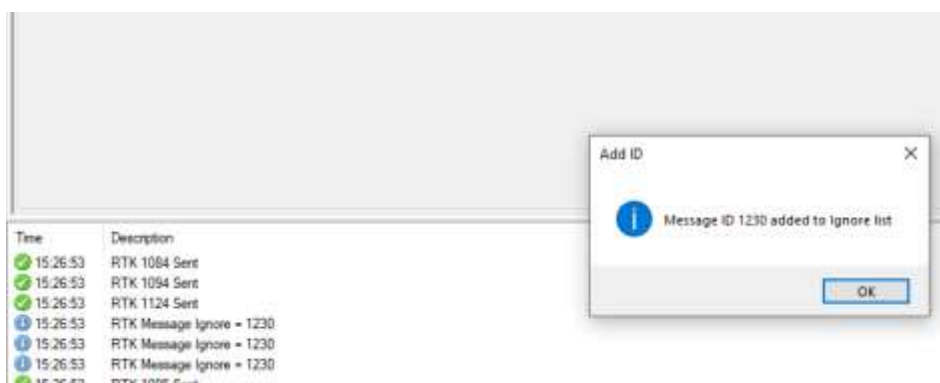 Add ID
Message ID 1230 added to Ignore list
OK
Time Description
15:26:53 RTK 1084 Sent
15:26:53 RTK 1094 Sent
15:26:53 RTK 1124 Sent
15:26:53 RTK Message Ignore = 1230
15:26:53 RTK Message Ignore = 1230
15:26:53 RTK Message Ignore = 1230